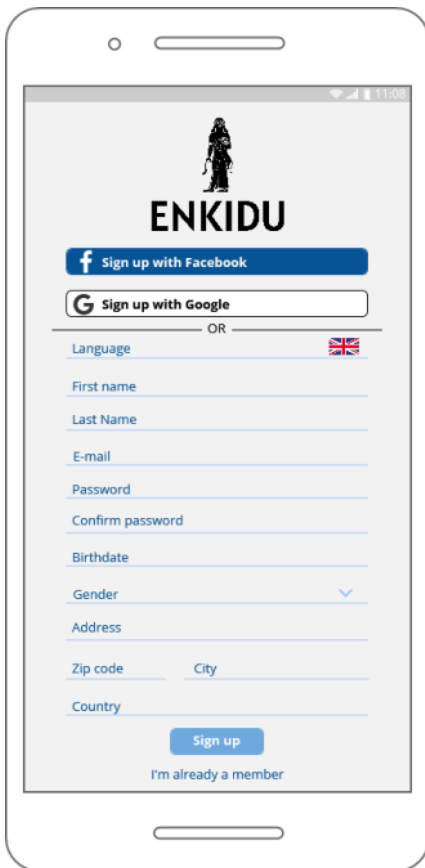 11:08
ENKIDU
Sign up with Facebook
Sign up with Google
OR
Language
First name
Last Name
E-mail
Password
Confirm password
Birthdate
Gender
Address
Zip code City
Country
Sign up
I'm already a member